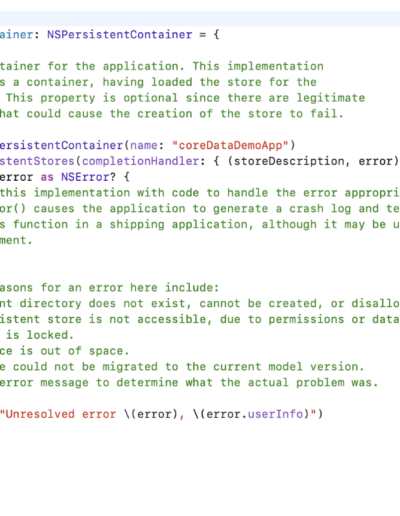 ainer: NSPersistentContainer = {
tainer for the application. This implementation
s a container, having loaded the store for the
This property is optional since there are legitimate
hat could cause the creation of the store to fail.
ersistentContainer(name: "coreDataDemoApp")
istentStores(completionHandler: { (storeDescription, error)
error as NSError? {
this implementation with code to handle the error appropri
or() causes the application to generate a crash log and te
s function in a shipping application, although it may be u
ment.
asons for an error here include:
nt directory does not exist, cannot be created, or disallo
istent store is not accessible, due to permissions or data
is locked.
ce is out of space.
e could not be migrated to the current model version.
error message to determine what the actual problem was.
"Unresolved error \(error), \(error.userInfo)")